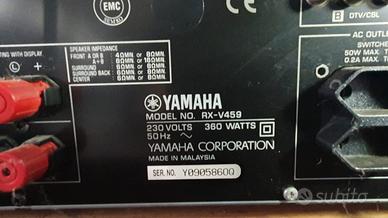 EMC
B DTV/CBL
TING WITH DISPLAY.
SPEAKER IMPEDANCE
FRONT A OR B : 4ΩMIN. OR 8ΩMIN.
A+B : 8ΩMIN. OR 16ΩMIN.
SURROUND : 6ΩMIN. OR 8ΩMIN.
SURROUND BACK : 6ΩMIN. OR 8ΩMIN.
CENTER : 6ΩMIN. OR 8ΩMIN.
AC OUTL
SWITCHE
50W MAX T
0.2A MAX T
YAMAHA
MODEL NO. RX-V459
230 VOLTS 360 WATTS
50Hz ~
YAMAHA CORPORATION
MADE IN MALAYSIA
SER. NO. Y090586OQ
subito